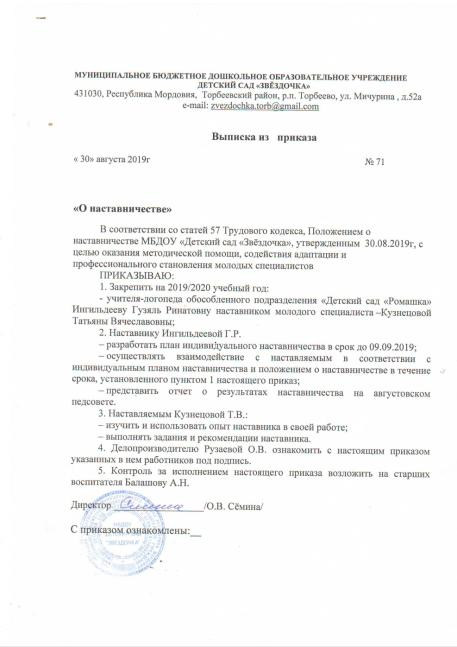 МУНИЦИПАЛЬНОЕ БЮДЖЕТНОЕ ДОШКОЛЬНОЕ ОБРАЗОВАТЕЛЬНОЕ УЧРЕЖДЕНИЕ
ДЕТСКИЙ САД «ЗВЁЗДОЧКА»
431030, Республика Мордовия, Торбеевский район, р.п. Торбеево, ул. Мичурина , д.52а
e-mail: zvezdochka.torb@gmail.com
Выписка из приказа
« 30» августа 2019г № 71
«О наставничестве»
В соответствии со статей 57 Трудового кодекса, Положением о
наставничестве МБДОУ «Детский сад «Звёздочка», утвержденным 30.08.2019г, с
целью оказания методической помощи, содействия адаптации и
профессионального становления молодых специалистов
ПРИКАЗЫВАЮ:
1. Закрепить на 2019/2020 учебный год:
- учителя-логопеда обособленного подразделения «Детский сад «Ромашка»
Ингильдееву Гузяль Ринатовну наставником молодого специалиста –Кузнецовой
Татьяны Вячеславовны;
2. Наставнику Ингильдеевой Г.Р.
– разработать план индивидуального наставничества в срок до 09.09.2019;
– осуществлять взаимодействие с наставляемым в соответствии с
индивидуальным планом наставничества и положением о наставничестве в течение
срока, установленного пунктом 1 настоящего приказ;
– представить отчет о результатах наставничества на августовском
педсовете.
3. Наставляемым Кузнецовой Т.В.:
– изучить и использовать опыт наставника в своей работе;
– выполнять задания и рекомендации наставника.
4. Делопроизводителю Рузаевой О.В. ознакомить с настоящим приказом
указанных в нем работников под подпись.
5. Контроль за исполнением настоящего приказа возложить на старших
воспитателя Балашову А.Н.
Директор /О.В. Сёмина/
С приказом ознакомлены:__
"ЗВЁЗДОЧКА"